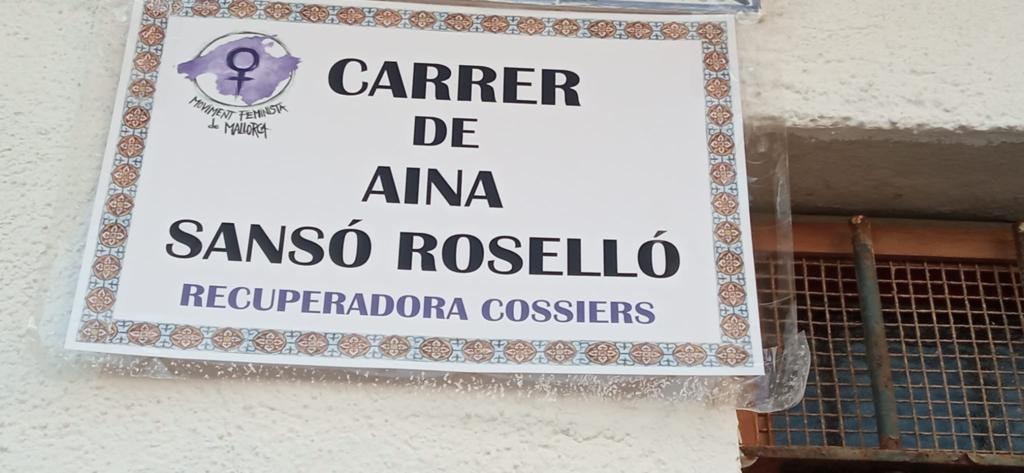 MOVIMENT FEMINISTA
de MALLORCA
CARRER
DE
AINA
SANSÓ ROSELLÓ
RECUPERADORA COSSIERS